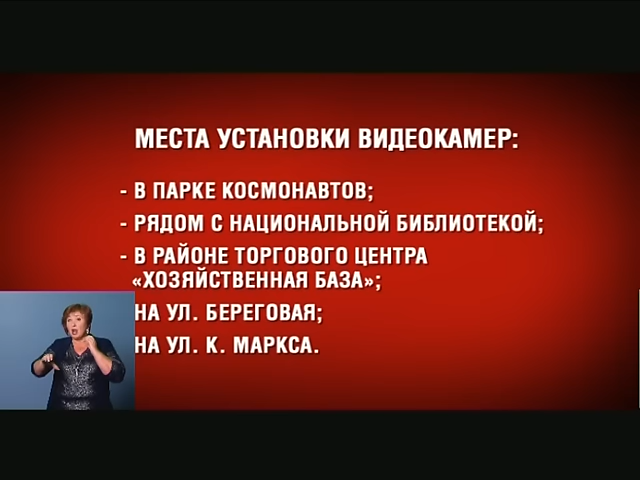 МЕСТА УСТАНОВКИ ВИДЕОКАМЕР:
- В ПАРКЕ КОСМОНАВТОВ;
- РЯДОМ С НАЦИОНАЛЬНОЙ БИБЛИОТЕКОЙ;
- В РАЙОНЕ ТОРГОВОГО ЦЕНТРА
«ХОЗЯЙСТВЕННАЯ БАЗА»;
НА УЛ. БЕРЕГОВАЯ;
НА УЛ. К. МАРКСА.